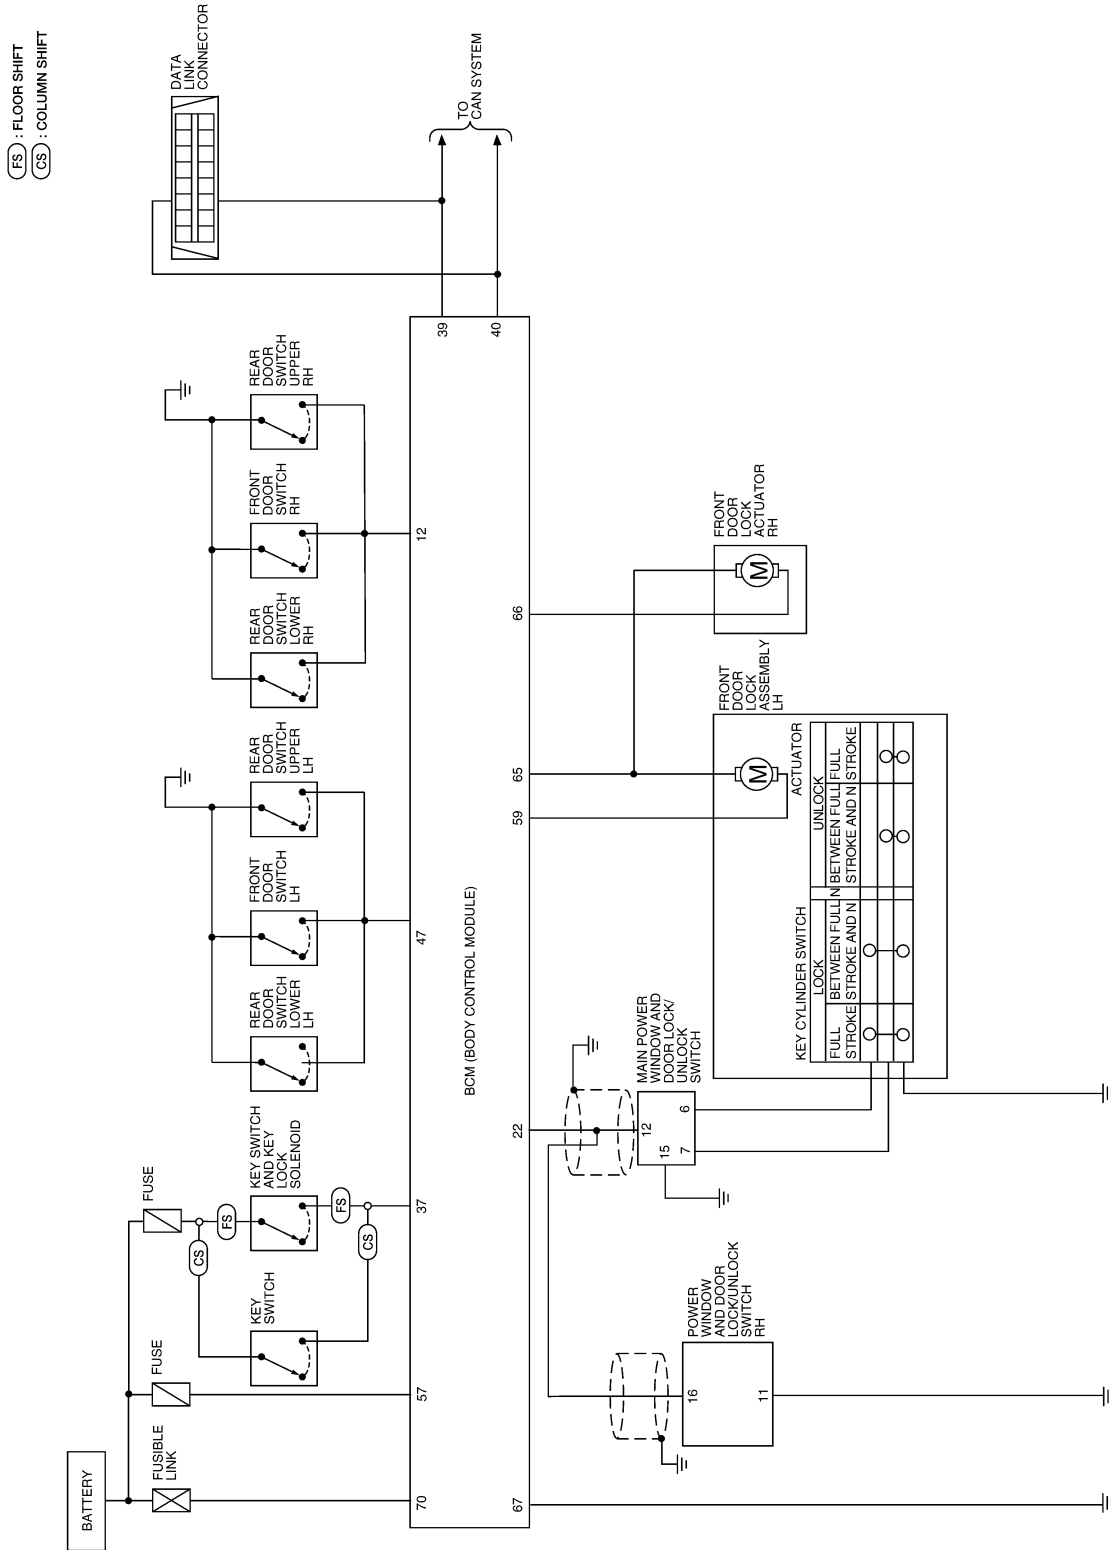 FS : FLOOR SHIFT
CS : COLUMN SHIFT
BATTERY
FUSIBLE
LINK
FUSE
FUSE
KEY
SWITCH
CS
FS
KEY SWITCH
AND KEY
LOCK
SOLENOID
FS
CS
REAR
DOOR
SWITCH
LOWER
LH
FRONT
DOOR
SWITCH
LH
REAR
DOOR
SWITCH
UPPER
LH
REAR
DOOR
SWITCH
LOWER
RH
FRONT
DOOR
SWITCH
RH
REAR
DOOR
SWITCH
UPPER
RH
DATA
LINK
CONNECTOR
TO
CAN SYSTEM
70
57
37
47
12
39
40
BCM (BODY CONTROL MODULE)
67
22
59
65
66
POWER
WINDOW
AND DOOR
LOCK/UNLOCK
SWITCH
RH
16
11
MAIN POWER
WINDOW AND
DOOR LOCK/
UNLOCK
SWITCH
12
15
7
6
FRONT
DOOR
LOCK
ASSEMBLY
LH
M
ACTUATOR
KEY CYLINDER SWITCH
LOCK
N
UNLOCK
FULL
STROKE
BETWEEN FULL
STROKE AND N
BETWEEN FULL
STROKE AND N
FULL
STROKE
FRONT
DOOR
LOCK
ACTUATOR
RH
M